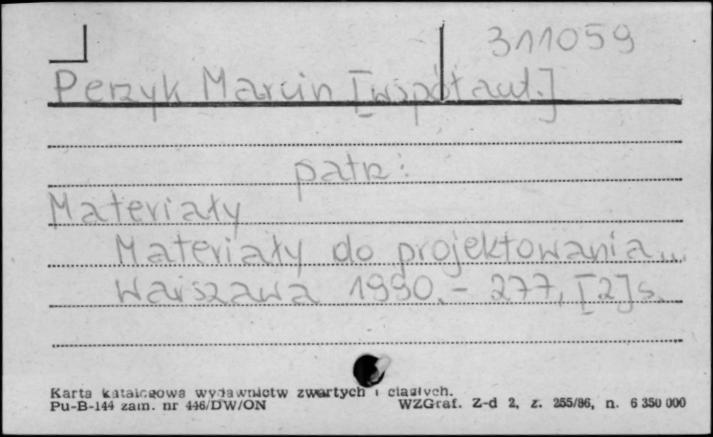 311059
Perzyk Marcin [współaut.]
patrz:
Materiały
Materiały do projektowania...
Warszawa 1990.- 277, [2] s.
Karta katalogowa wydawnictw zwartych i ciągłych.
Pu-B-144 zam. nr 446/DW/ON WZGraf. Z-d 2, z. 255/86, n. 6 350 000